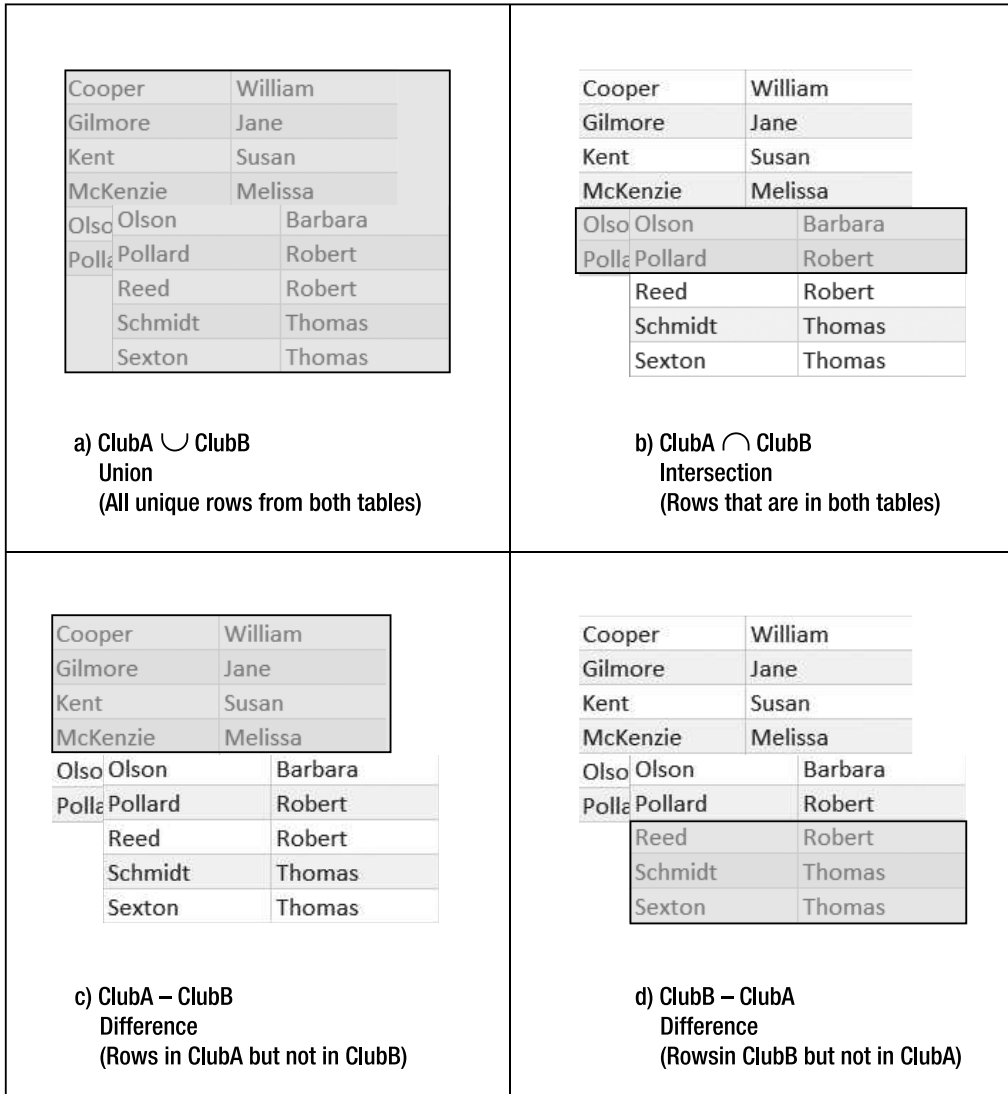 Cooper William
Gilmore Jane
Kent Susan
McKenzie Melissa
Olso Olson Barbara
Polla Pollard Robert
Reed Robert
Schmidt Thomas
Sexton Thomas
a) ClubA ∪ ClubB
Union
(All unique rows from both tables)
Cooper William
Gilmore Jane
Kent Susan
McKenzie Melissa
Olso Olson Barbara
Polla Pollard Robert
Reed Robert
Schmidt Thomas
Sexton Thomas
b) ClubA ∩ ClubB
Intersection
(Rows that are in both tables)
Cooper William
Gilmore Jane
Kent Susan
McKenzie Melissa
Olso Olson Barbara
Polla Pollard Robert
Reed Robert
Schmidt Thomas
Sexton Thomas
c) ClubA – ClubB
Difference
(Rows in ClubA but not in ClubB)
Cooper William
Gilmore Jane
Kent Susan
McKenzie Melissa
Olso Olson Barbara
Polla Pollard Robert
Reed Robert
Schmidt Thomas
Sexton Thomas
d) ClubB – ClubA
Difference
(Rowsin ClubB but not in ClubA)